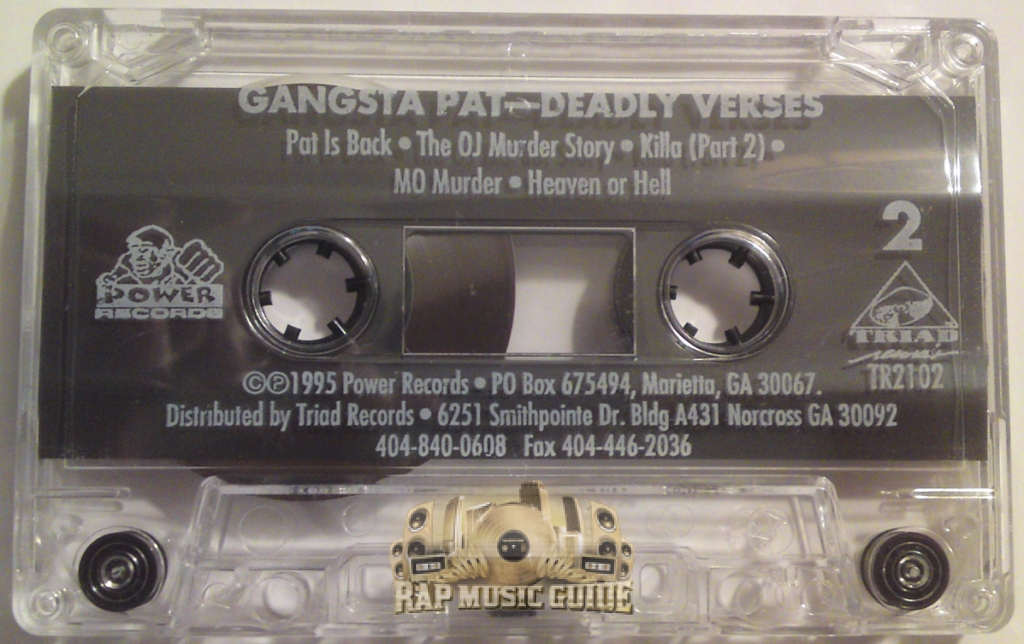 GANGSTA PAT—DEADLY VERSES
Pat Is Back • The OJ Murder Story • Killa (Part 2) •
MO Murder • Heaven or Hell
2
POWER
RECORDS
TRIAD
TR2102
©℗1995 Power Records • PO Box 675494, Marietta, GA 30067.
Distributed by Triad Records • 6251 Smithpointe Dr. Bldg A431 Norcross GA 30092
404-840-0608 Fax 404-446-2036
RAP MUSIC GUIDE